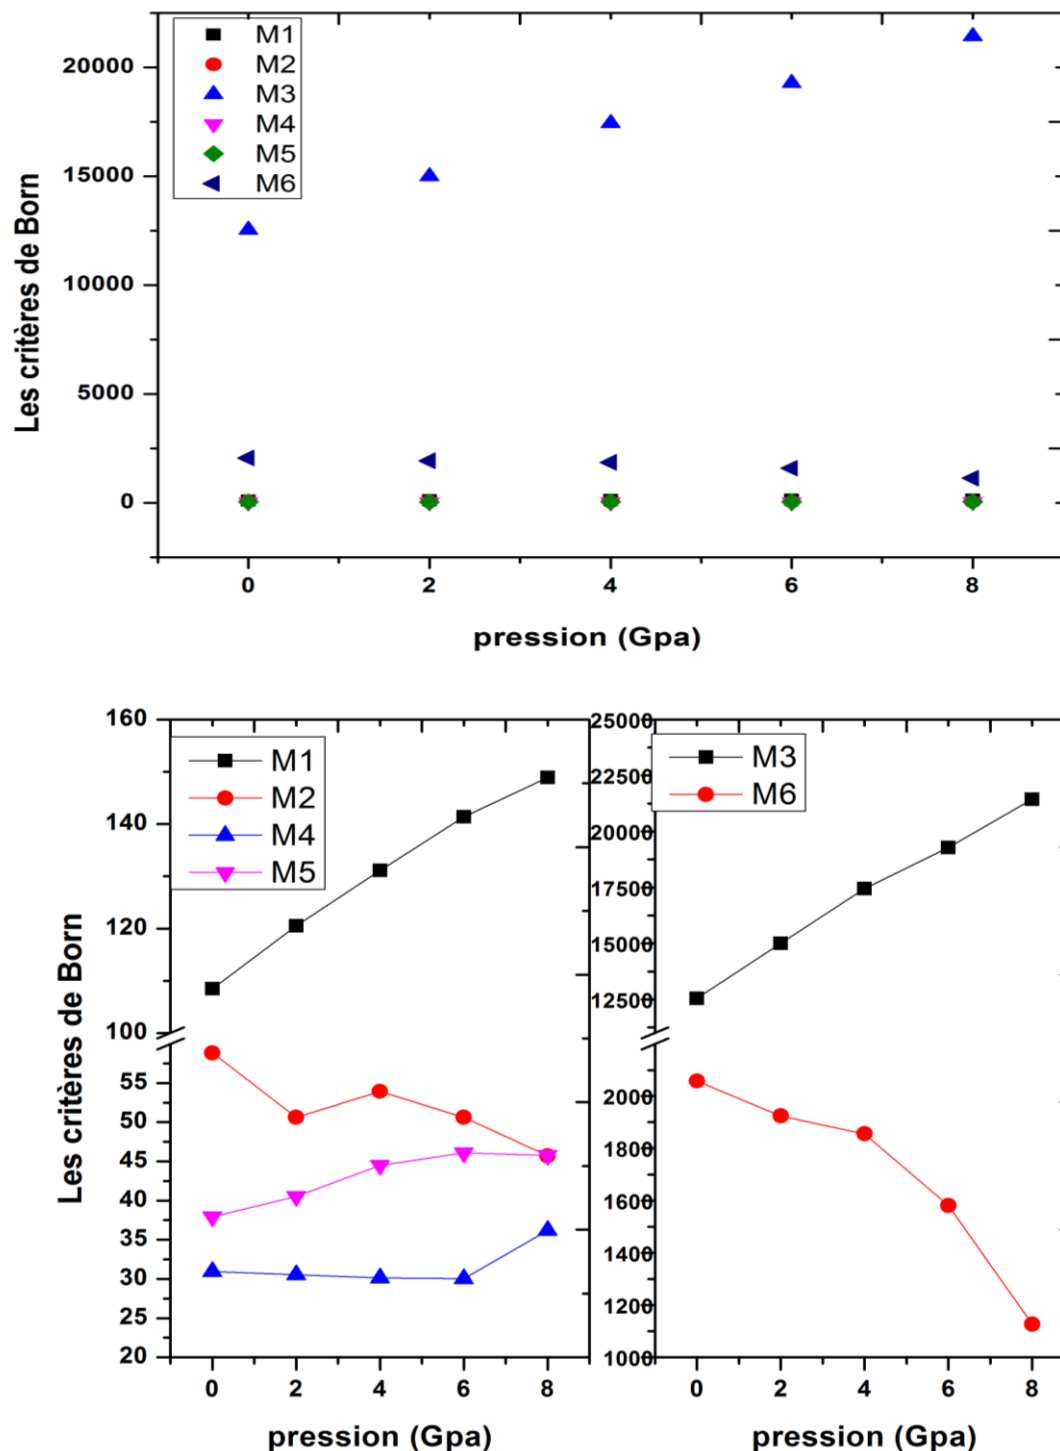 M1
M2
M3
M4
M5
M6
20000
15000
10000
5000
0
Les critères de Born
0 2 4 6 8
pression (Gpa)
160
140
120
100
55
50
45
40
35
30
25
20
Les critères de Born
M1
M2
M4
M5
0 2 4 6 8
pression (Gpa)
25000
22500
20000
17500
15000
12500
2000
1800
1600
1400
1200
1000
M3
M6
0 2 4 6 8
pression (Gpa)